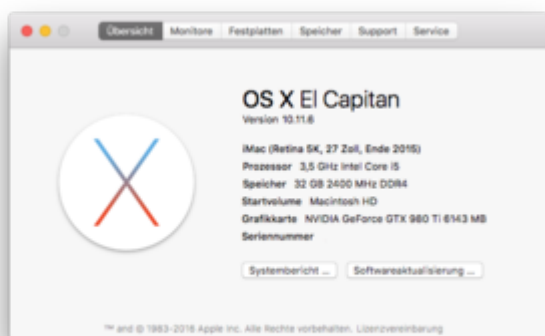 Übersicht Monitore Festplatten Speicher Support Service
OS X El Capitan
Version 10.11.6
iMac (Retina 5K, 27 Zoll, Ende 2015)
Prozessor 3,5 GHz Intel Core i5
Speicher 32 GB 2400 MHz DDR4
Startvolume Macintosh HD
Grafikkarte NVIDIA GeForce GTX 980 Ti 6143 MB
Seriennummer
Systembericht ... Softwareaktualisierung ...
™ and © 1983-2016 Apple Inc. Alle Rechte vorbehalten. Lizenzvereinbarung